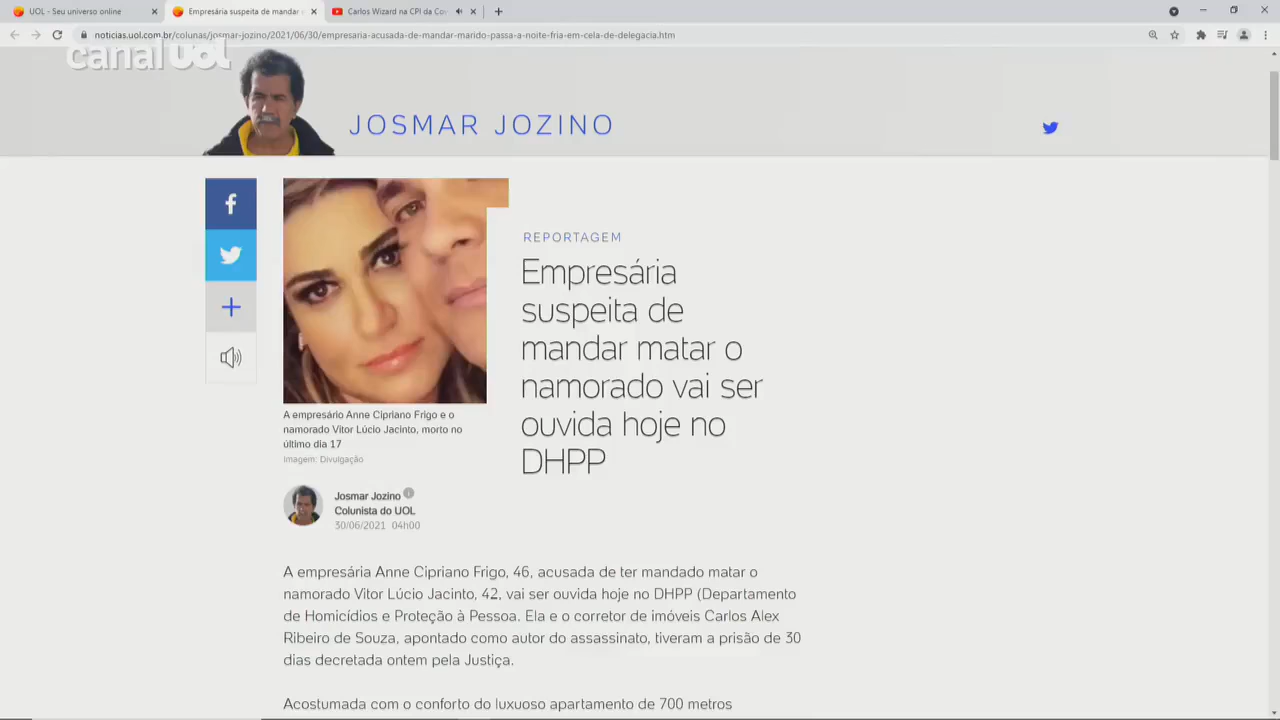 UOL - Seu universo online
Empresária suspeita de mandar
Carlos Wizard na CPI da Co
noticias.uol.com.br/colunas/josmar-jozino/2021/06/30/empresaria-acusada-de-mandar-marido-passa-a-noite-fria-em-cela-de-delegacia.htm
canal uol
JOSMAR JOZINO
REPORTAGEM
Empresária
suspeita de
mandar matar o
namorado vai ser
ouvida hoje no
DHPP
A empresário Anne Cipriano Frigo e o
namorado Vitor Lúcio Jacinto, morto no
último dia 17
Imagem: Divulgação
Josmar Jozino
Colunista do UOL
30/06/2021 04h00
A empresária Anne Cipriano Frigo, 46, acusada de ter mandado matar o
namorado Vitor Lúcio Jacinto, 42, vai ser ouvida hoje no DHPP (Departamento
de Homicídios e Proteção à Pessoa. Ela e o corretor de imóveis Carlos Alex
Ribeiro de Souza, apontado como autor do assassinato, tiveram a prisão de 30
dias decretada ontem pela Justiça.
Acostumada com o conforto do luxuoso apartamento de 700 metros